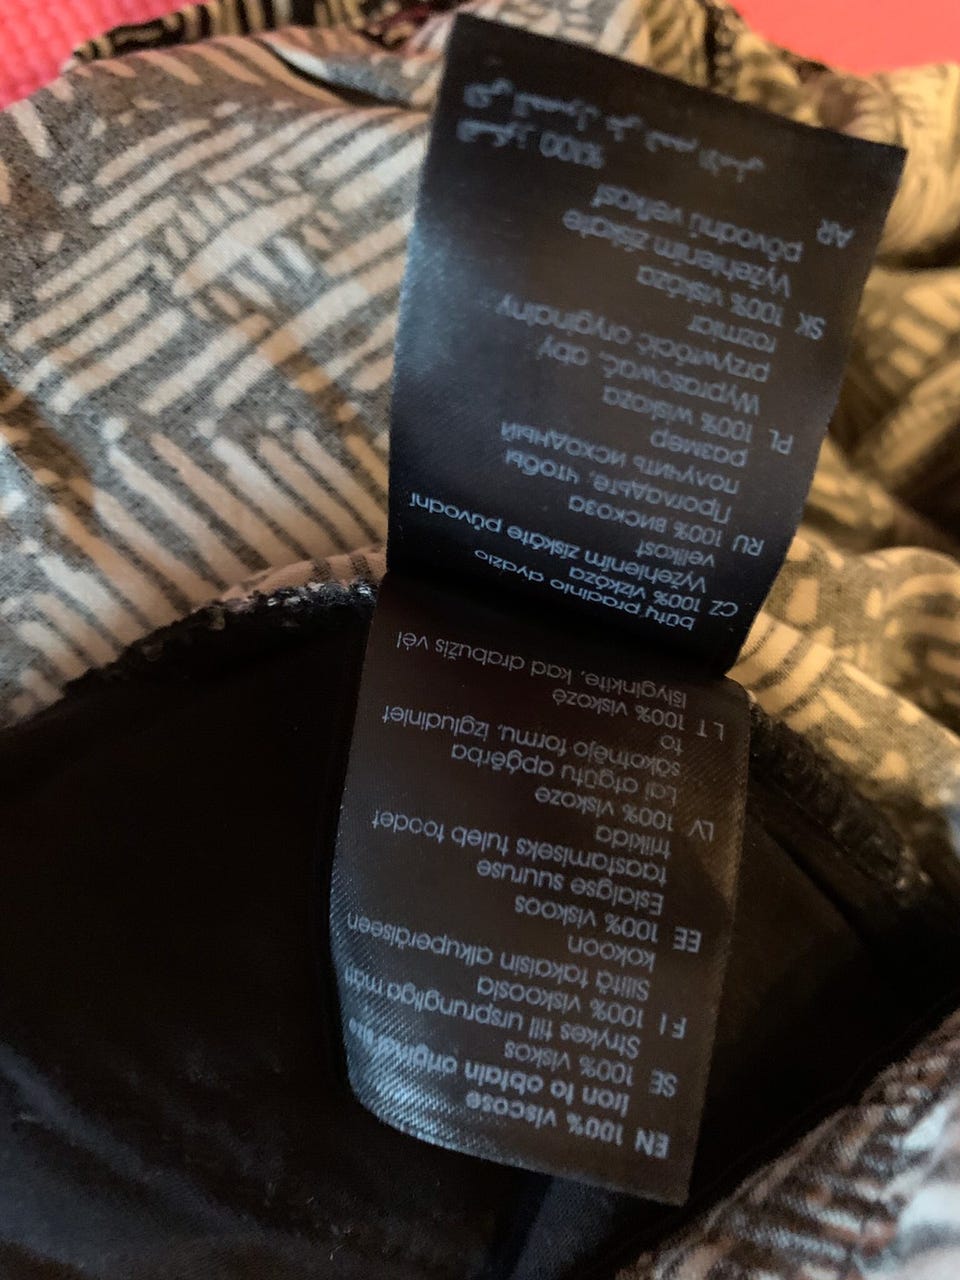 EN 100% viscose
Iron to obtain original size
SE 100% viskos
Strykes till ursprungliga mån
FI 100% viskoosia
Siitä takaisin alkuperäiseen
kokoon
EE 100% viskoos
Esialgse suuruse
taastamiseks tuleb toodet
triikida
LV 100% viskoze
Lai atgūtu apģērba
sākotnējo formu, izgludiniet
to
LT 100% viskozė
Išlyginkite, kad drabužis vėl
būtų pradinio dydžio
CZ 100% vizkóza
Vyžehlením získáte původní
velikost
RU 100% вискоза
Прогладьте, чтобы
получить исходный
размер
PL 100% wiskoza
Wyprasować, aby
przywrócić oryginalny
rozmiar
SK 100% viskóza
Vyžehlením získate
pôvodnú veľkosť
AR
%100